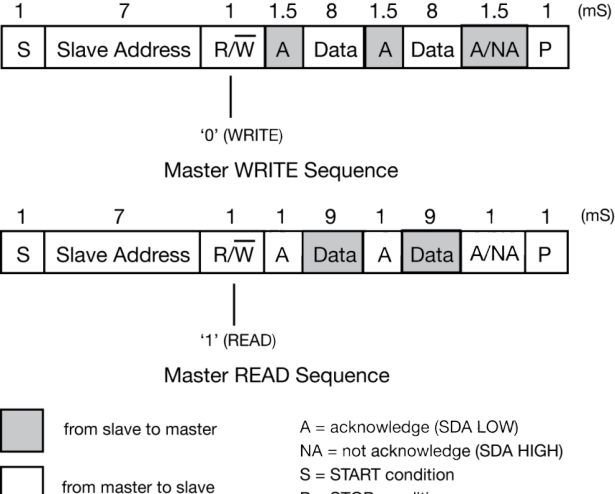 1 7 1 1.5 8 1.5 8 1.5 1 (mS)
S Slave Address R/W̅ A Data A Data A/NA P
‘0’ (WRITE)
Master WRITE Sequence
1 7 1 1 9 1 9 1 1 (mS)
S Slave Address R/W̅ A Data A Data A/NA P
‘1’ (READ)
Master READ Sequence
from slave to master
from master to slave
A = acknowledge (SDA LOW)
NA = not acknowledge (SDA HIGH)
S = START condition